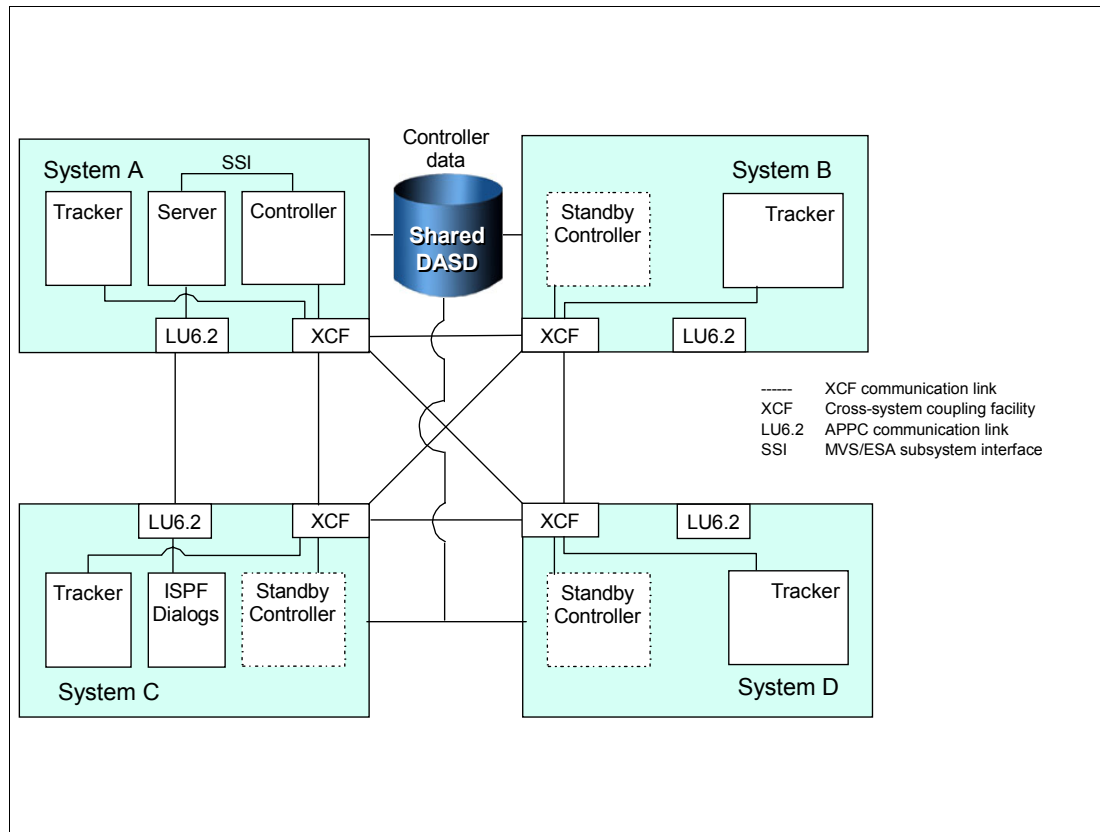 Controller
data
System A
SSI
Tracker
Server
Controller
Shared
DASD
System B
Standby
Controller
Tracker
LU6.2
XCF
XCF
LU6.2
------ XCF communication link
XCF Cross-system coupling facility
LU6.2 APPC communication link
SSI MVS/ESA subsystem interface
LU6.2
XCF
XCF
LU6.2
Tracker
ISPF
Dialogs
Standby
Controller
System C
Standby
Controller
Tracker
System D